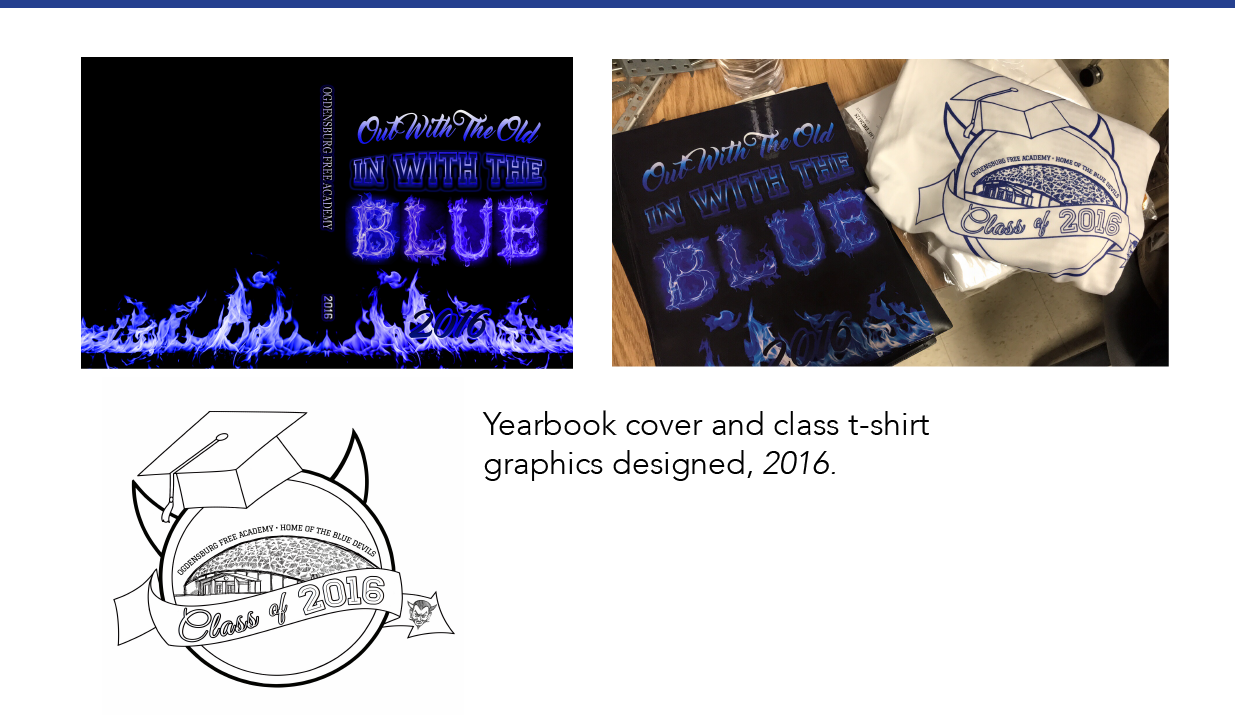 OGDENSBURG FREE ACADEMY
2016
Out With The Old
IN WITH THE
BLUE
2016
Out With The Old
IN WITH THE
BLUE
2016
OGDENSBURG FREE ACADEMY • HOME OF THE BLUE DEVILS
Class of 2016
OGDENSBURG FREE ACADEMY • HOME OF THE BLUE DEVILS
Class of 2016
Yearbook cover and class t-shirt
graphics designed, 2016.